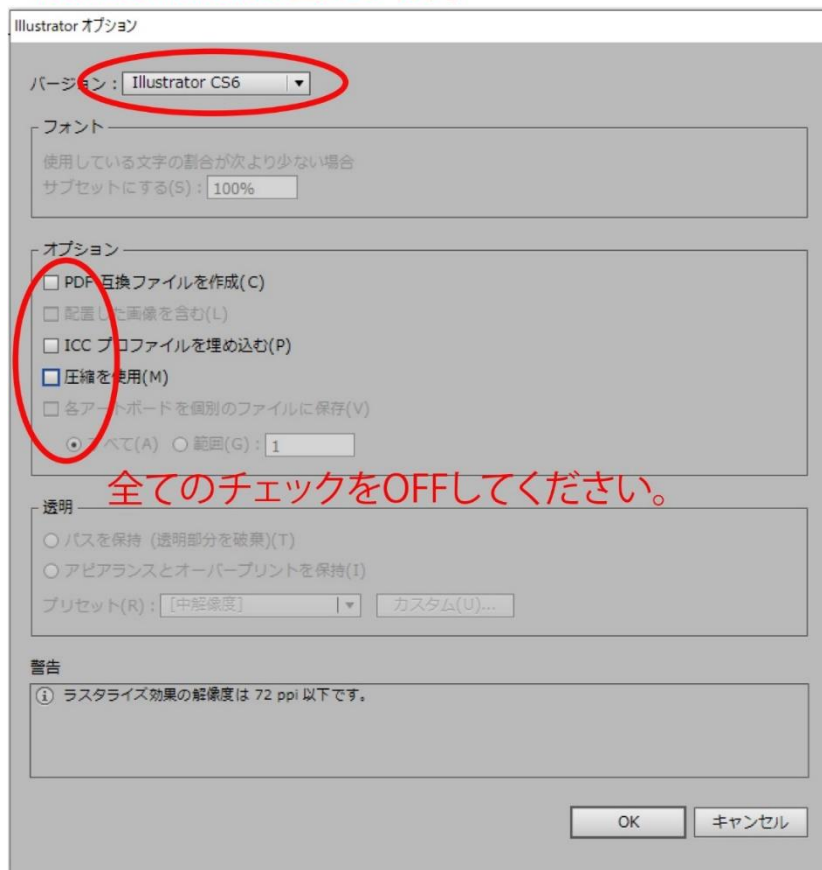 Illustrator オプション
バージョン : Illustrator CS6
フォント
使用している文字の割合が次より少ない場合
サブセットにする(S) : 100%
オプション
PDF 互換ファイルを作成(C)
配置した画像を含む(L)
ICC プロファイルを埋め込む(P)
圧縮を使用(M)
各アートボードを個別のファイルに保存(V)
すべて(A) 範囲(G) : 1
全てのチェックをOFFしてください。
透明
パスを保持 (透明部分を破棄)(T)
アピアランスとオーバープリントを保持(I)
プリセット(R) : [中解像度] カスタム(U)...
警告
ラスタライズ効果の解像度は 72 ppi 以下です。
OK キャンセル